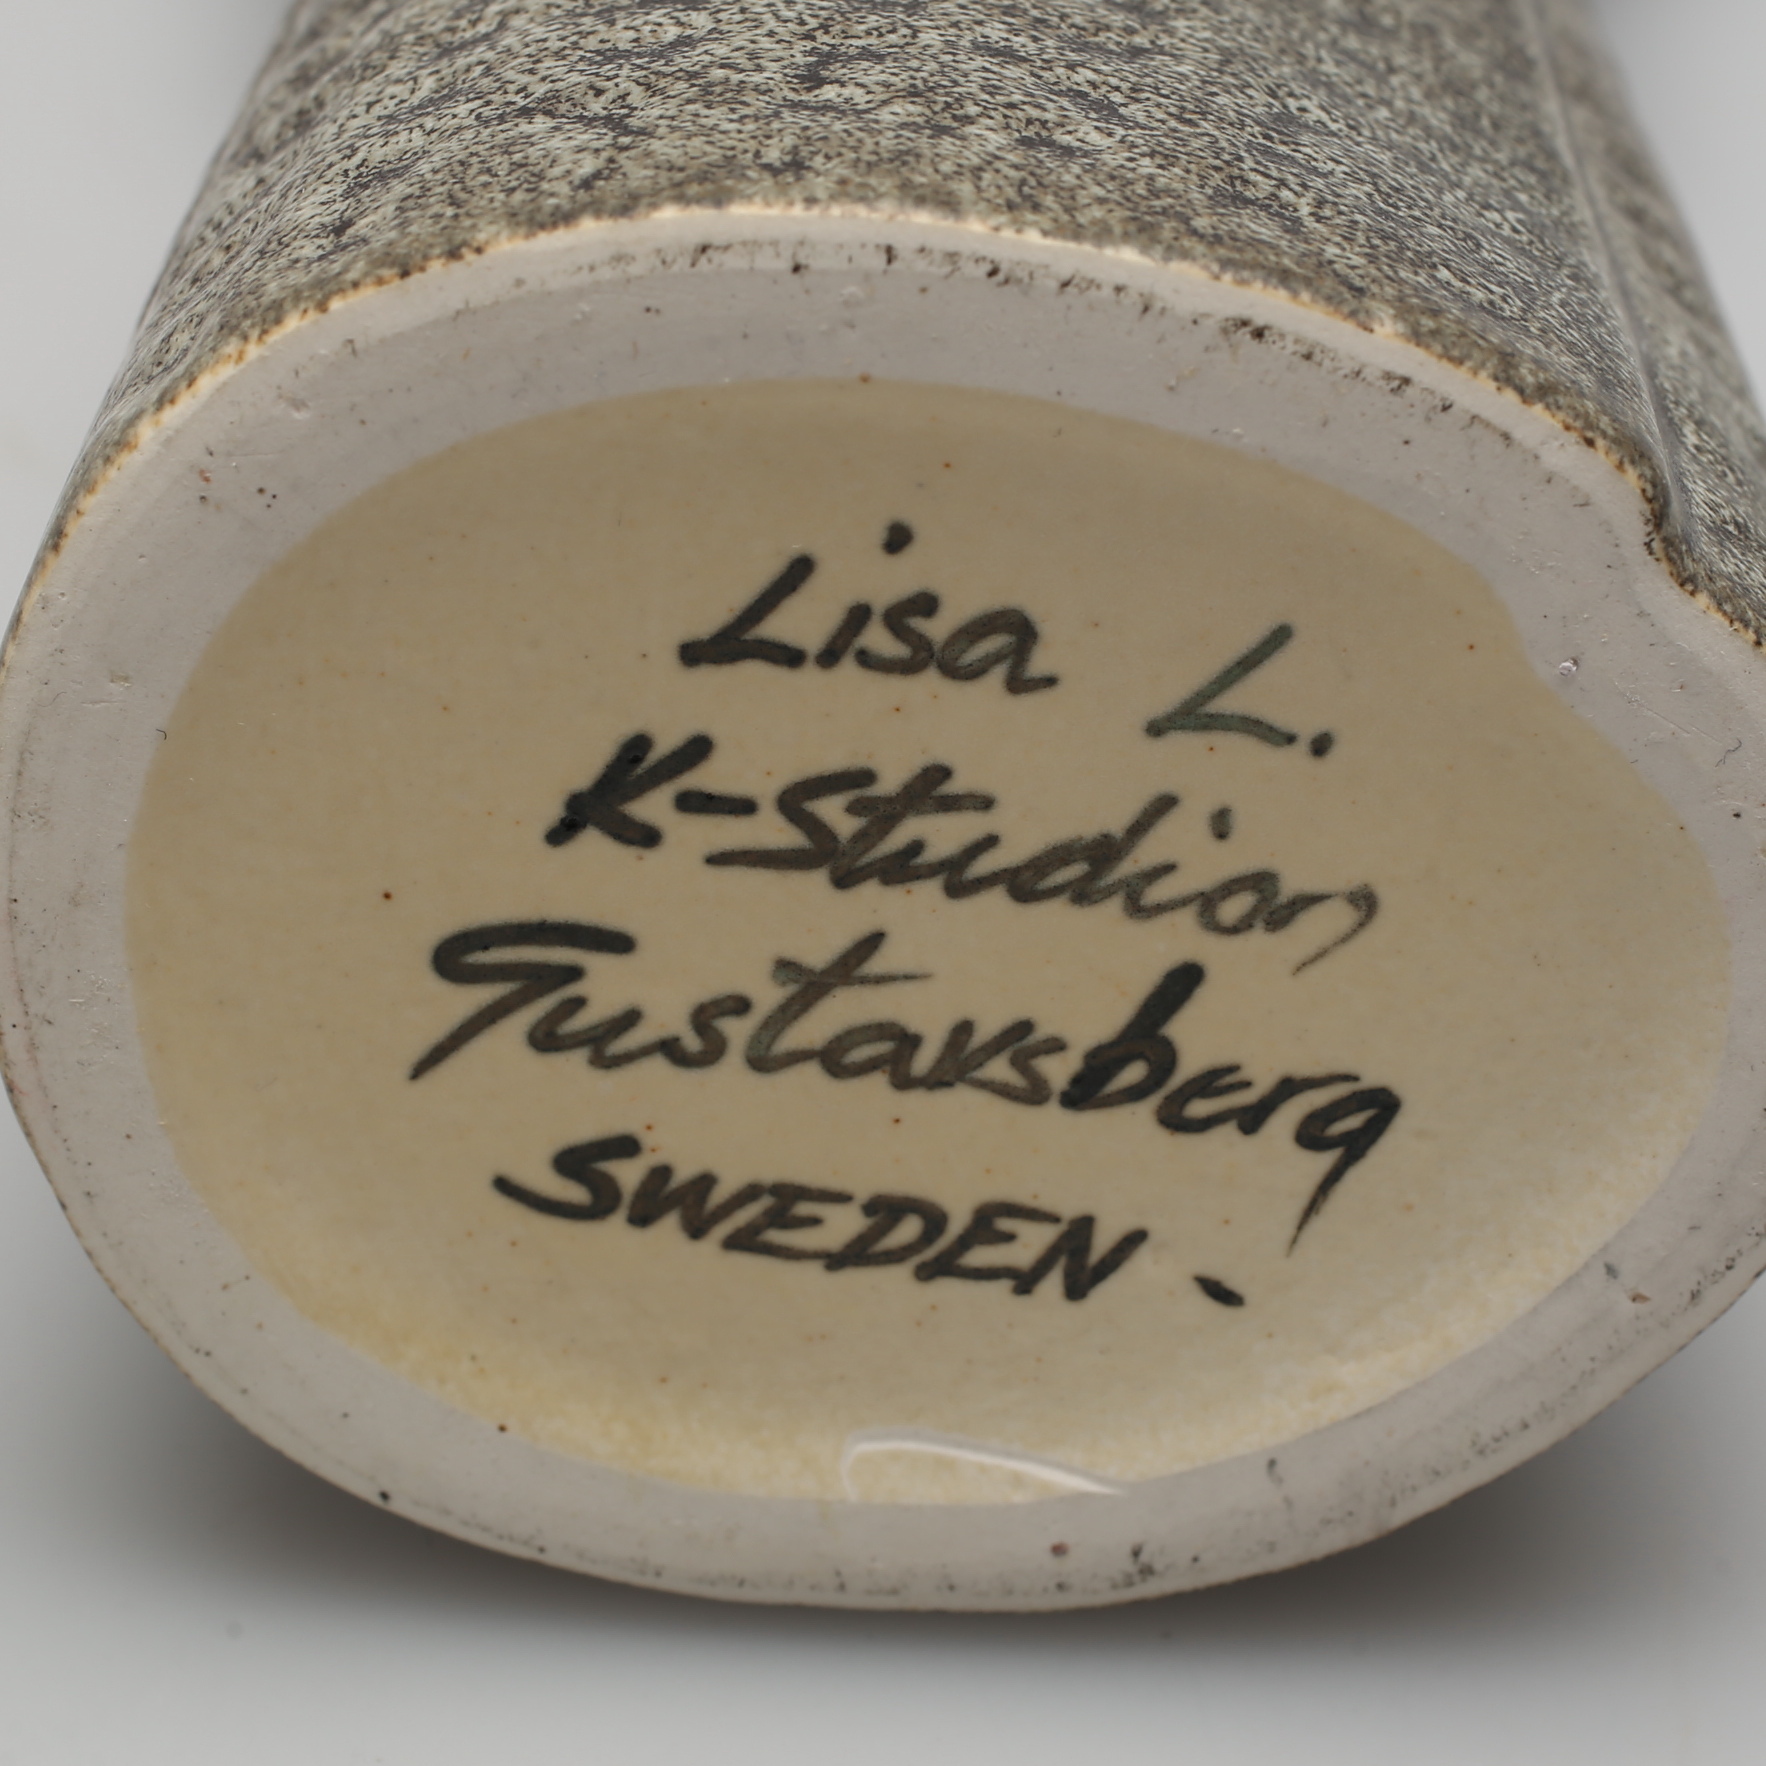 Lisa L.
K-Studion
Gustavsberg
SWEDEN -